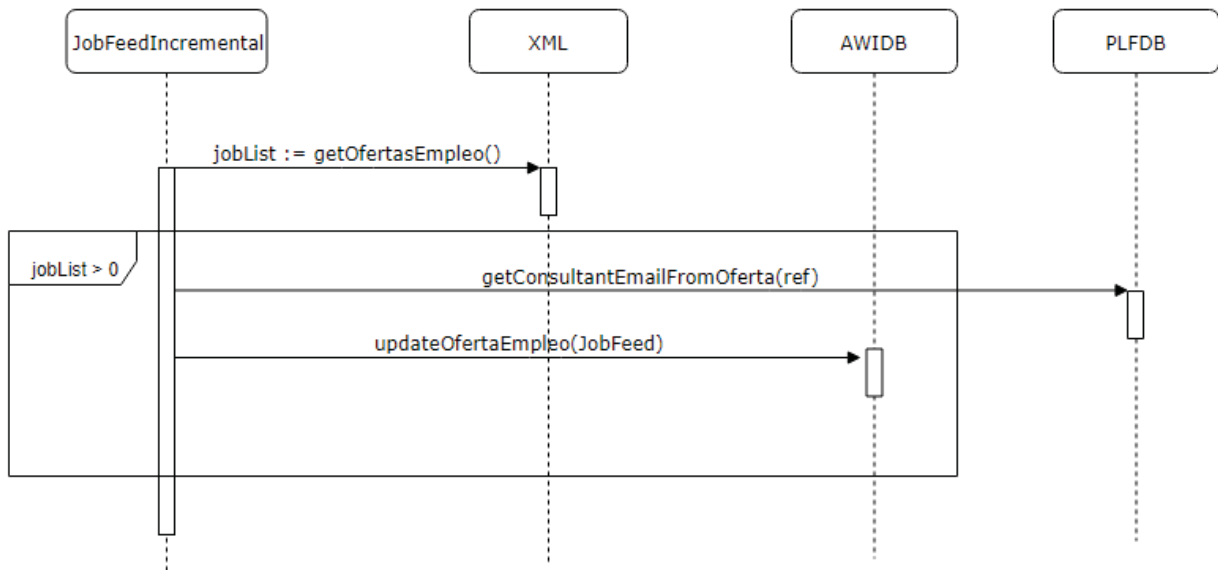 JobFeedIncremental
XML
AWIDB
PLFDB
jobList := getOfertasEmpleo()
jobList > 0
getConsultantEmailFromOferta(ref)
updateOfertaEmpleo(JobFeed)